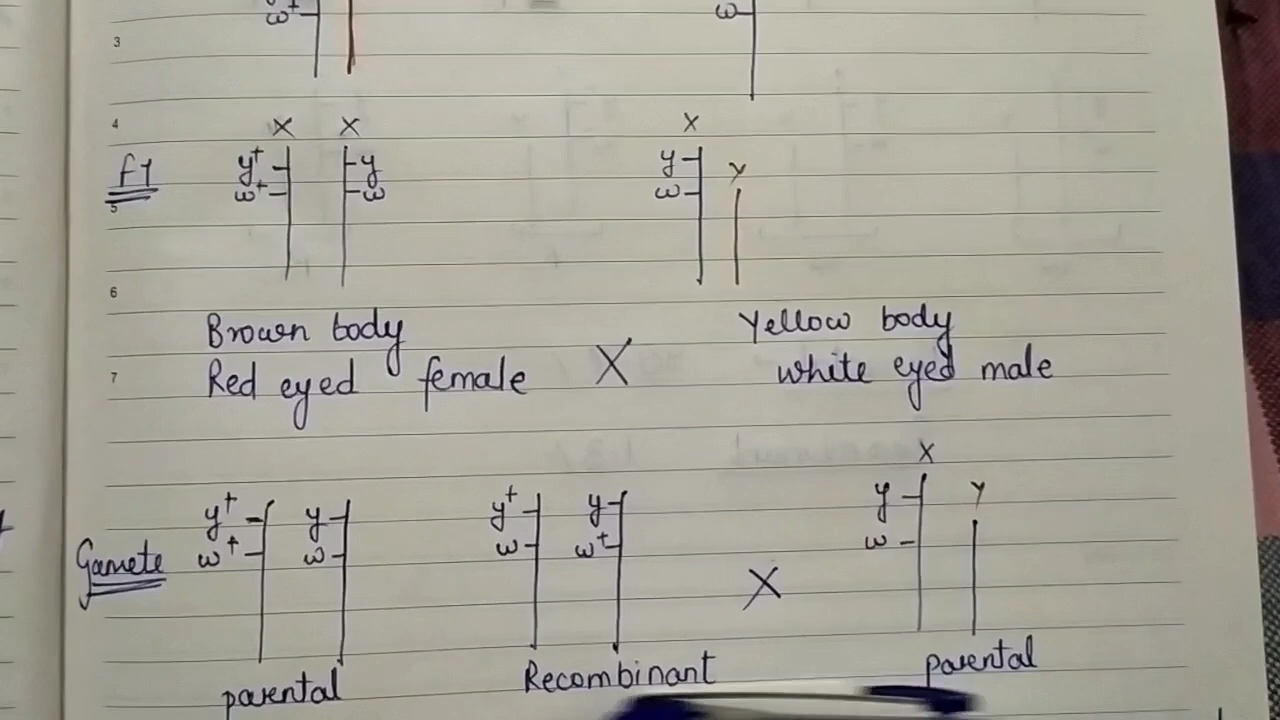 3
w+
w
4
x x x
F1
y+ y y y
w+ w w
5
6
Brown body Yellow body
7
Red eyed female X white eyed male
x
y+ y y+ y y y
Gamete w+ w w w+ w
X
parental Recombinant parental